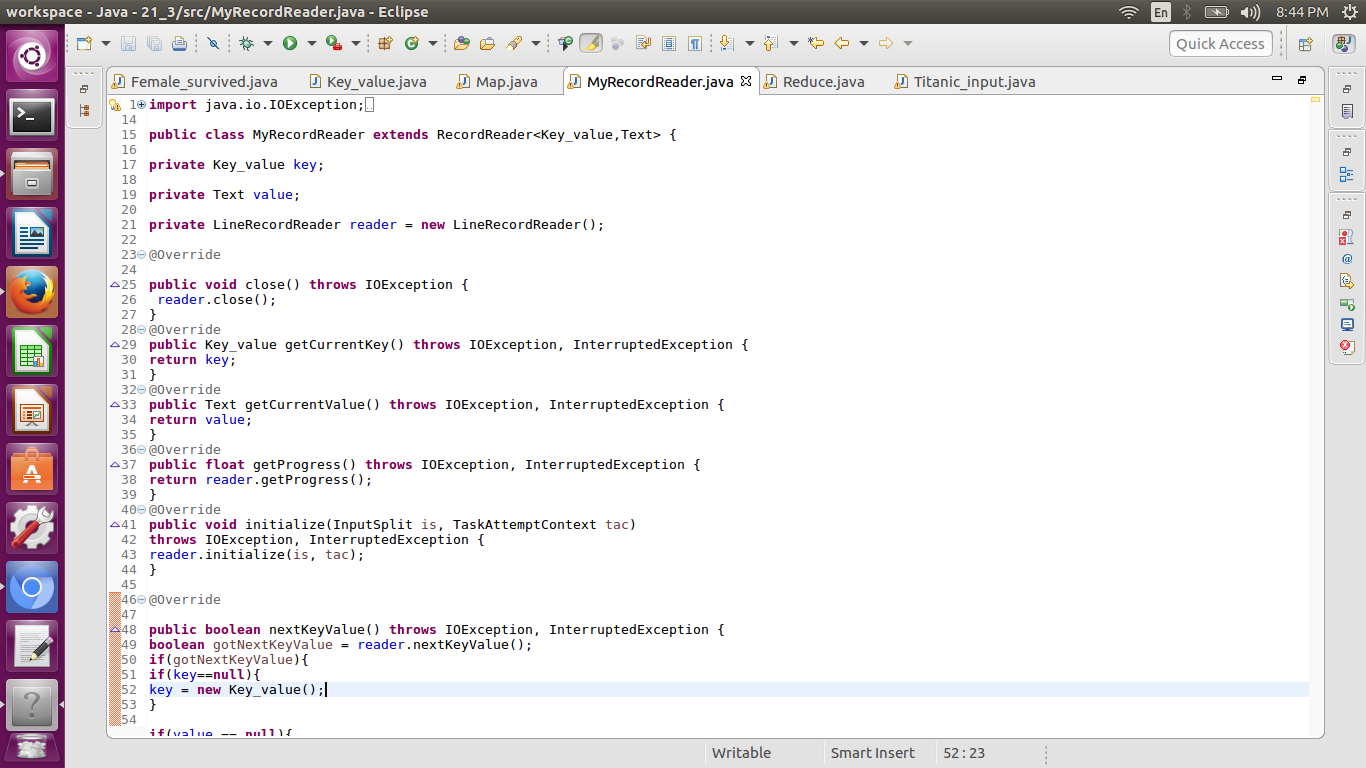 workspace - Java - 21_3/src/MyRecordReader.java - Eclipse
En
8:44 PM
Quick Access
Female_survived.java
Key_value.java
Map.java
MyRecordReader.java
Reduce.java
Titanic_input.java
1 import java.io.IOException;
14
15 public class MyRecordReader extends RecordReader<Key_value,Text> {
16
17 private Key_value key;
18
19 private Text value;
20
21 private LineRecordReader reader = new LineRecordReader();
22
23 @Override
24
25 public void close() throws IOException {
26 reader.close();
27 }
28 @Override
29 public Key_value getCurrentKey() throws IOException, InterruptedException {
30 return key;
31 }
32 @Override
33 public Text getCurrentValue() throws IOException, InterruptedException {
34 return value;
35 }
36 @Override
37 public float getProgress() throws IOException, InterruptedException {
38 return reader.getProgress();
39 }
40 @Override
41 public void initialize(InputSplit is, TaskAttemptContext tac)
42 throws IOException, InterruptedException {
43 reader.initialize(is, tac);
44 }
45
46 @Override
47
48 public boolean nextKeyValue() throws IOException, InterruptedException {
49 boolean gotNextKeyValue = reader.nextKeyValue();
50 if(gotNextKeyValue){
51 if(key==null){
52 key = new Key_value();
53 }
54
if(value == null){
Writable
Smart Insert
52 : 23